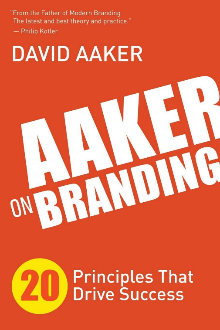 "From the Father of Modern Branding.
The latest and best theory and practice."
— Philip Kotler
DAVID AAKER
AAKER
ON BRANDING
20 Principles That
Drive Success